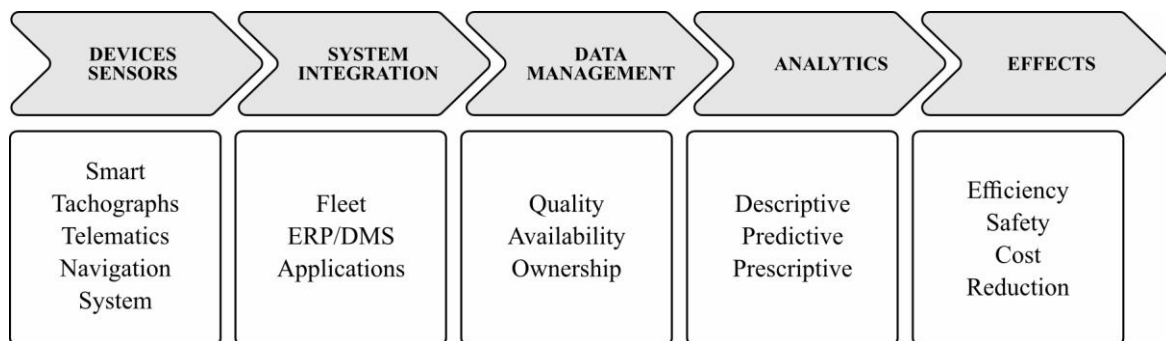 DEVICES
SENSORS
SYSTEM
INTEGRATION
DATA
MANAGEMENT
ANALYTICS
EFFECTS
Smart
Tachographs
Telematics
Navigation
System
Fleet
ERP/DMS
Applications
Quality
Availability
Ownership
Descriptive
Predictive
Prescriptive
Efficiency
Safety
Cost
Reduction